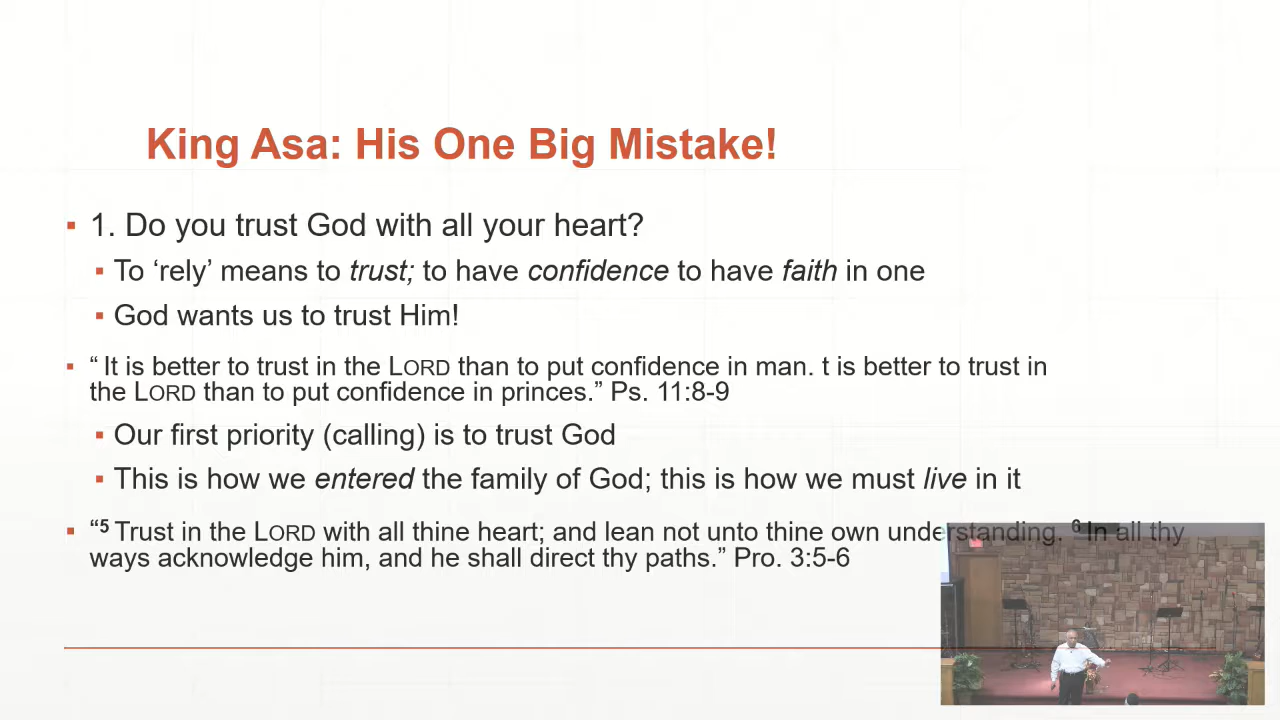 King Asa: His One Big Mistake!
▪ 1. Do you trust God with all your heart?
▪ To ‘rely’ means to trust; to have confidence to have faith in one
▪ God wants us to trust Him!
▪ “ It is better to trust in the LORD than to put confidence in man. t is better to trust in
the LORD than to put confidence in princes.” Ps. 11:8-9
▪ Our first priority (calling) is to trust God
▪ This is how we entered the family of God; this is how we must live in it
▪ “5 Trust in the LORD with all thine heart; and lean not unto thine own understanding. 6 In all thy
ways acknowledge him, and he shall direct thy paths.” Pro. 3:5-6